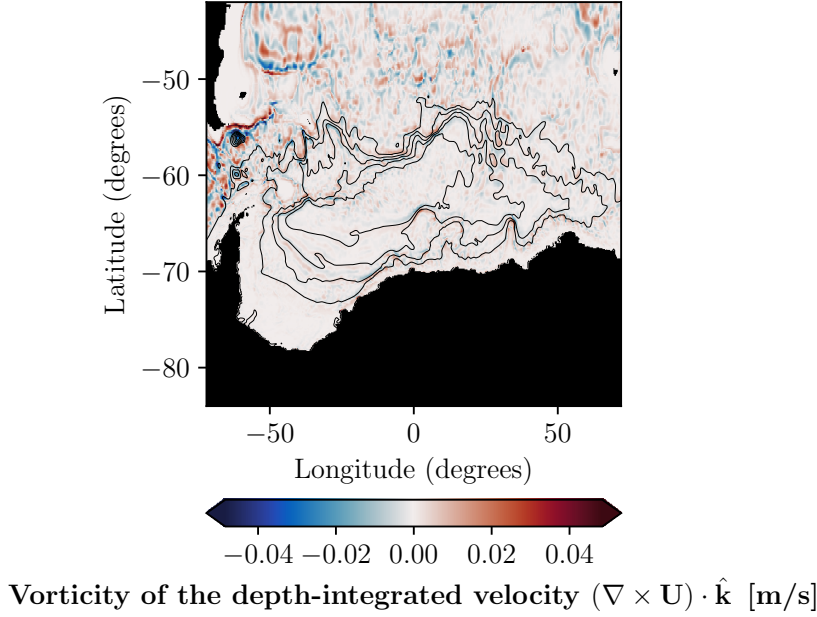 −50
−60
−70
−80
Latitude (degrees)
−50 0 50
Longitude (degrees)
−0.04 −0.02 0.00 0.02 0.04
Vorticity of the depth-integrated velocity (∇ × U) · k̂ [m/s]